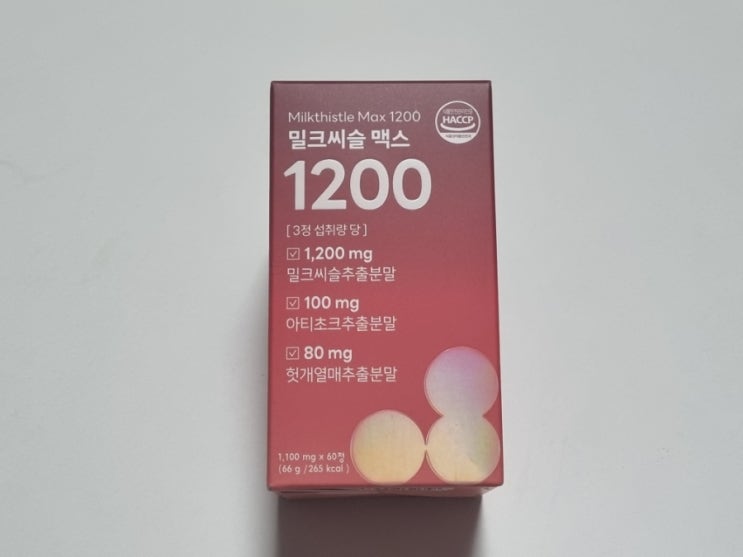 Milkthistle Max 1200
밀크씨슬 맥스
HACCP
1200
[ 3정 섭취량 당 ]
1,200 mg
밀크씨슬추출분말
100 mg
아티초크추출분말
80 mg
헛개열매추출분말
1,100 mg x 60정
(66 g / 265 kcal )